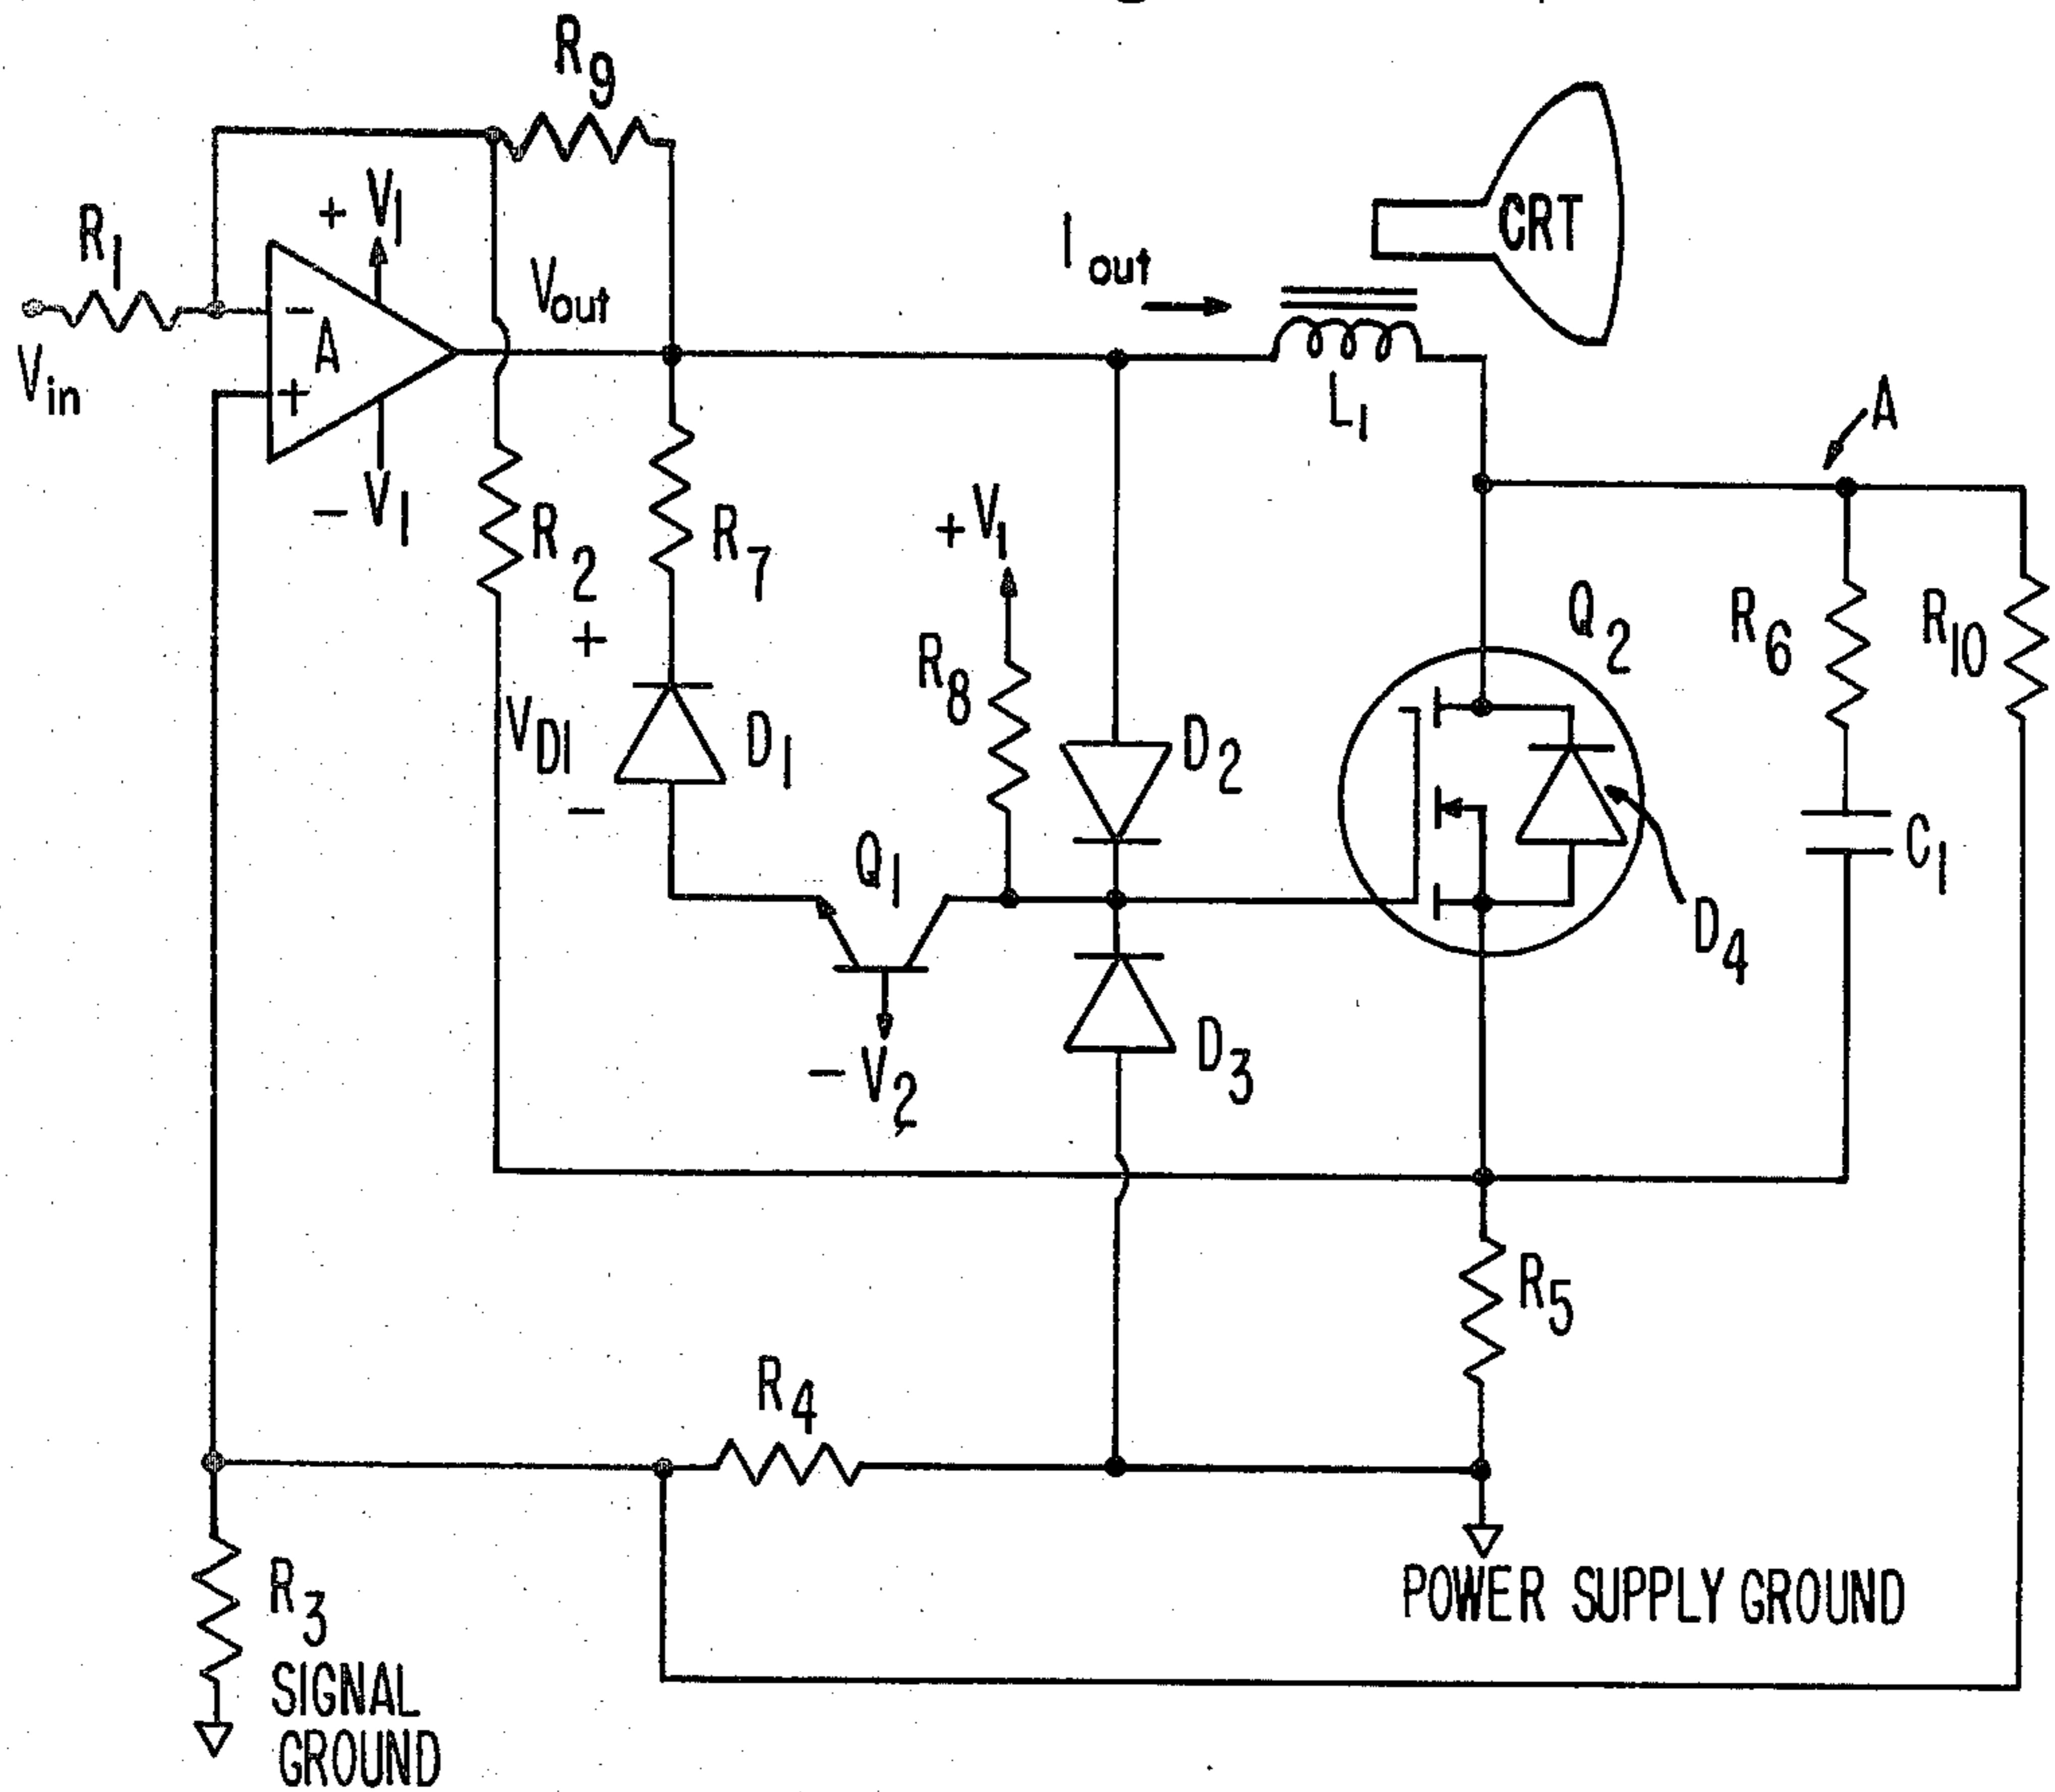 R9
+ V1
R1
CRT
Iout
Vout
- A
Vin
+
L1
A
- V1
+ V1
R2
R7
Q2
R6
R10
+
R8
VD1
D1
D2
-
Q1
C1
D4
D3
- V2
R5
R4
R3
POWER SUPPLY GROUND
SIGNAL
GROUND